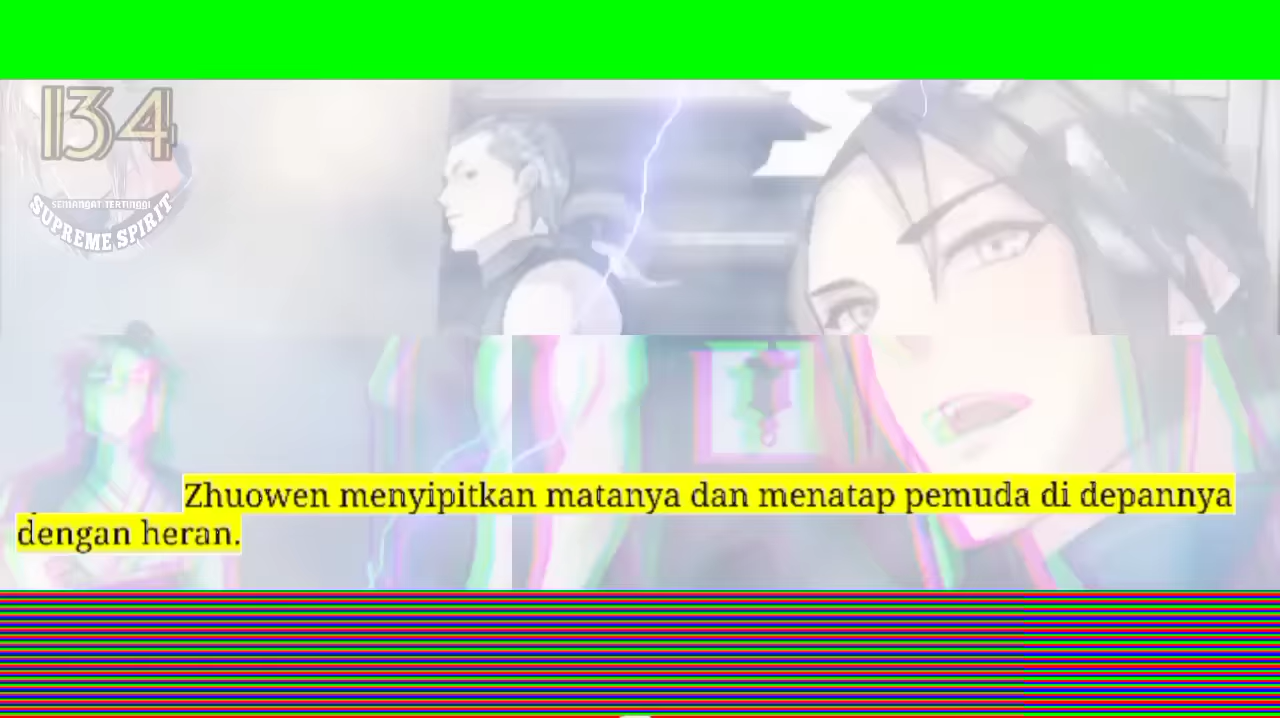 134
SEMANGAT TERTINGGI
SUPREME SPIRIT
Zhuowen menyipitkan matanya dan menatap pemuda di depannya
dengan heran.